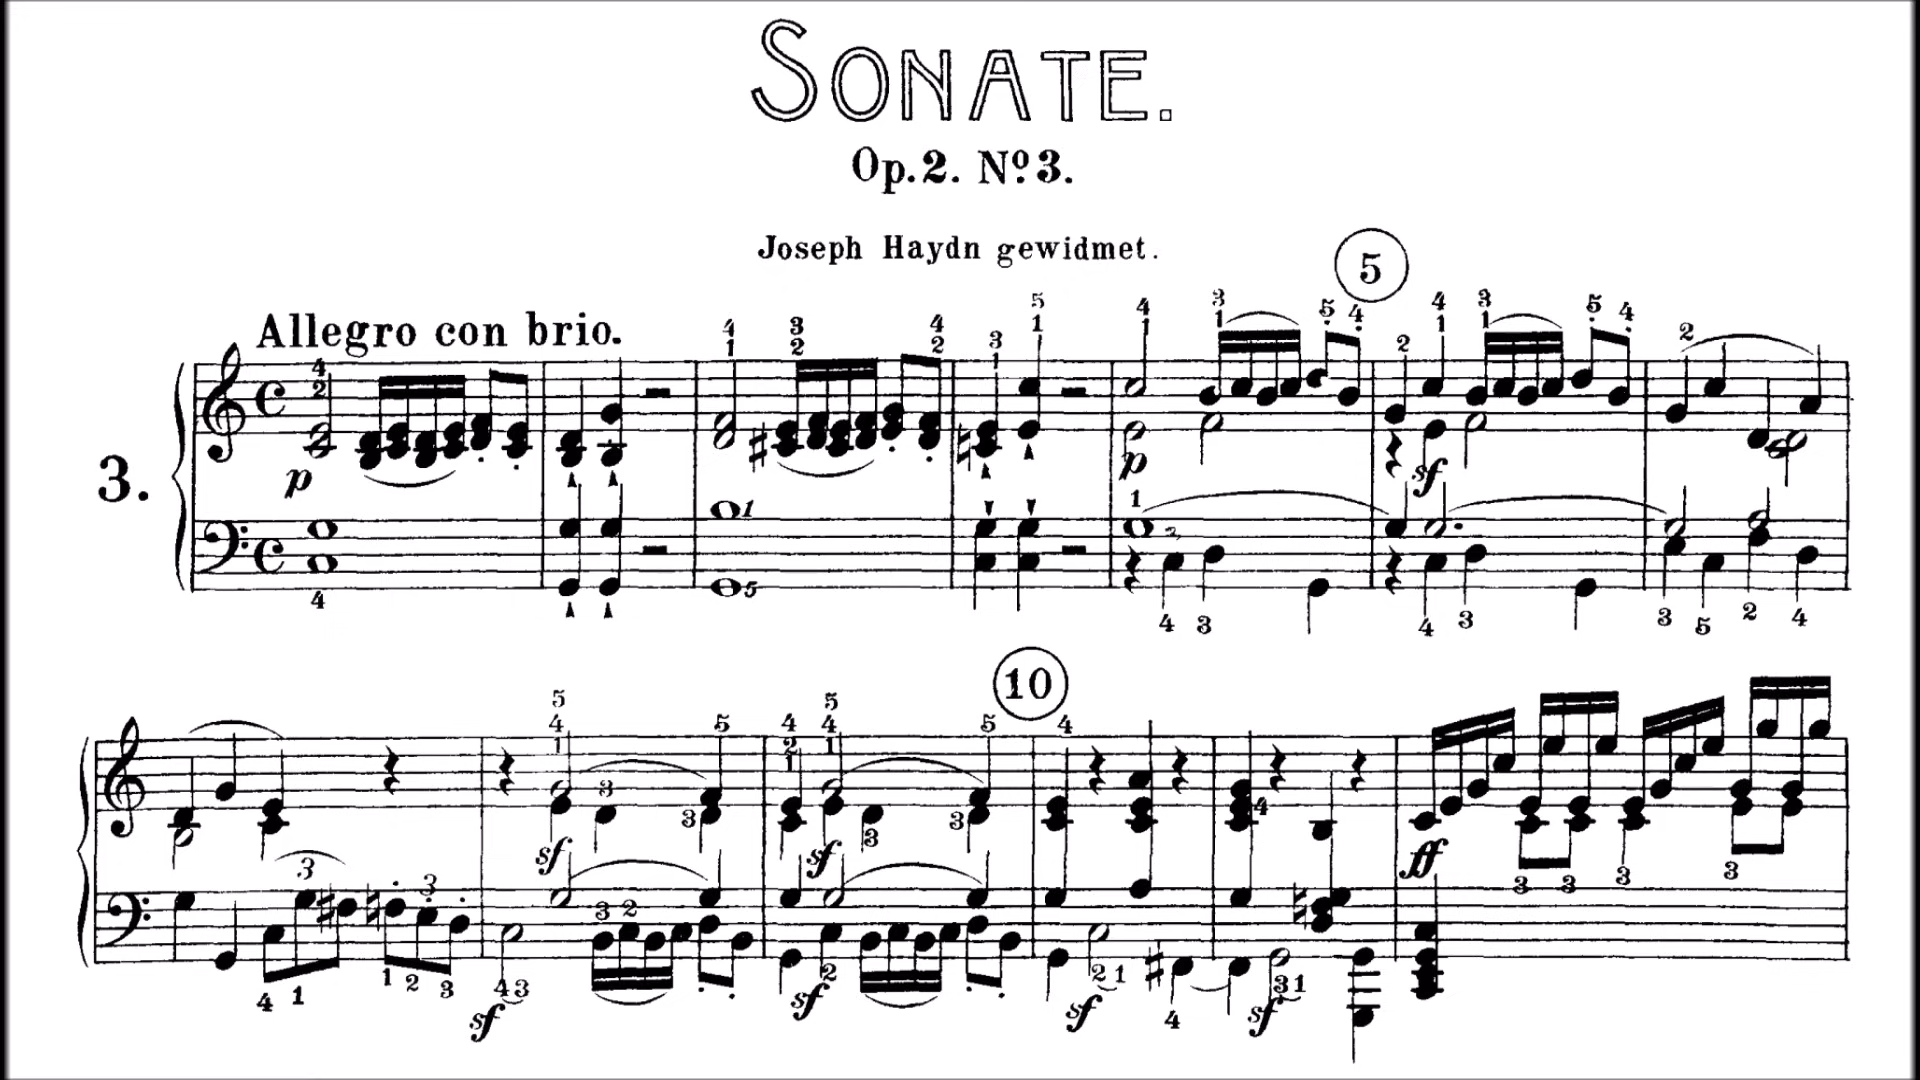 SONATE.
Op.2. Nº 3.
Joseph Haydn gewidmet.
5
Allegro con brio.
3.
p
p
sf
10
sf
sf
ff
sf
sf
sf
sf